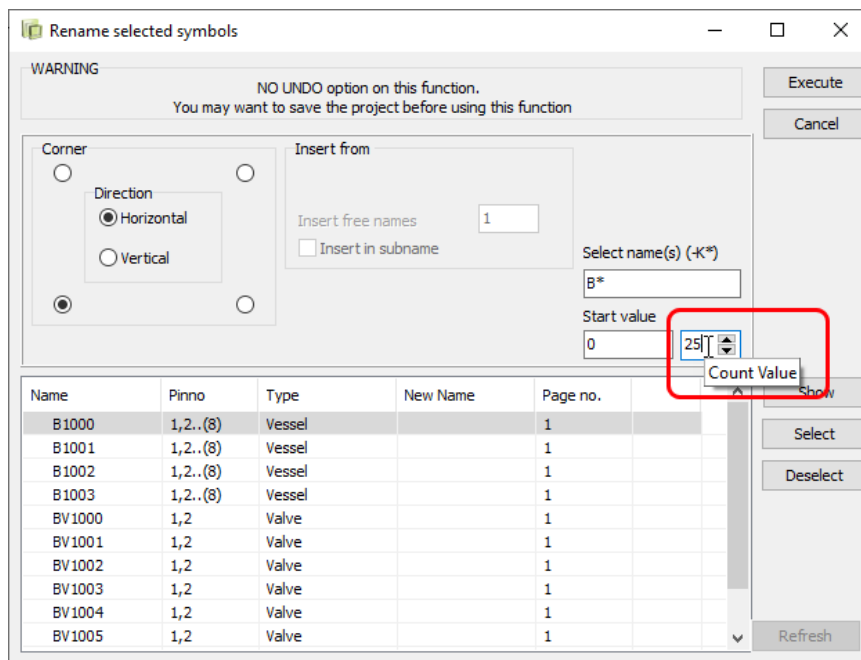 Rename selected symbols
WARNING
NO UNDO option on this function.
You may want to save the project before using this function
Execute
Cancel
Corner
Direction
Horizontal
Vertical
Insert from
Insert free names 1
Insert in subname
Select name(s) (-K*)
B*
Start value
0 25
Count Value
Show
Select
Deselect
Refresh
Name Pinno Type New Name Page no.
B1000 1,2..(8) Vessel 1
B1001 1,2..(8) Vessel 1
B1002 1,2..(8) Vessel 1
B1003 1,2..(8) Vessel 1
BV1000 1,2 Valve 1
BV1001 1,2 Valve 1
BV1002 1,2 Valve 1
BV1003 1,2 Valve 1
BV1004 1,2 Valve 1
BV1005 1,2 Valve 1